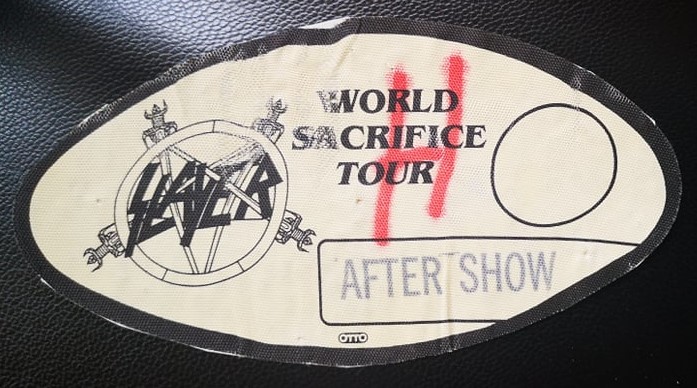 SLAYER
WORLD
SACRIFICE
TOUR
H
AFTER SHOW
OTTO